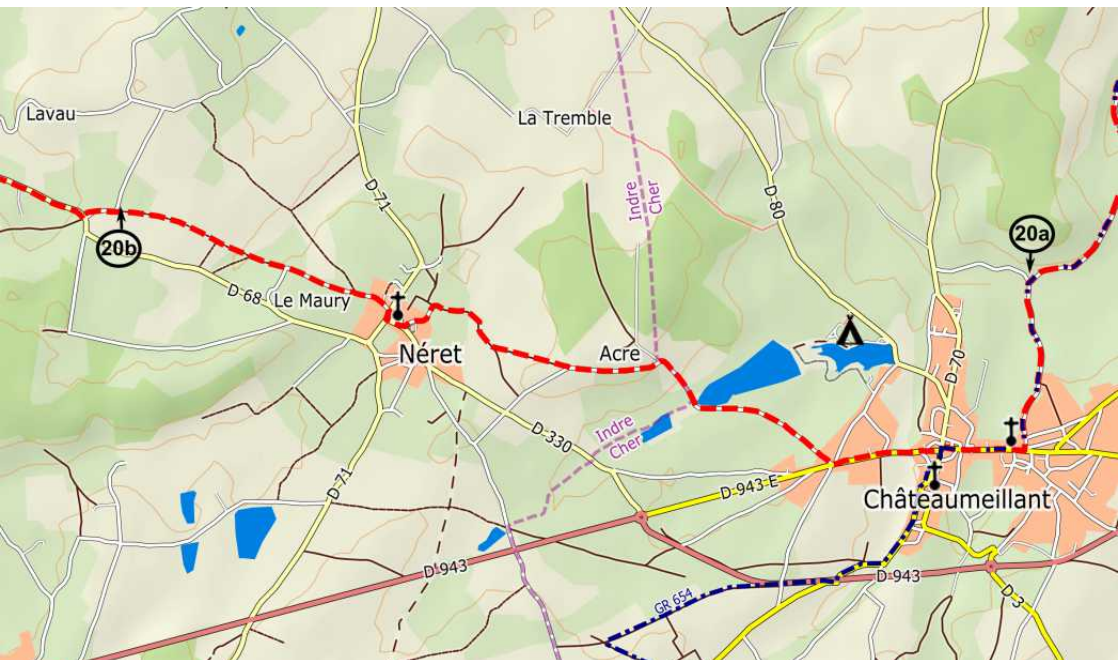 Lavau
La Tremble
D 71
Indre
Cher
D 80
20a
20b
D 68
Le Maury
Néret
Acre
D 70
D 330
Indre
Cher
D 943 E
Châteaumeillant
D 71
D 943
D 943
GR 654
D 3